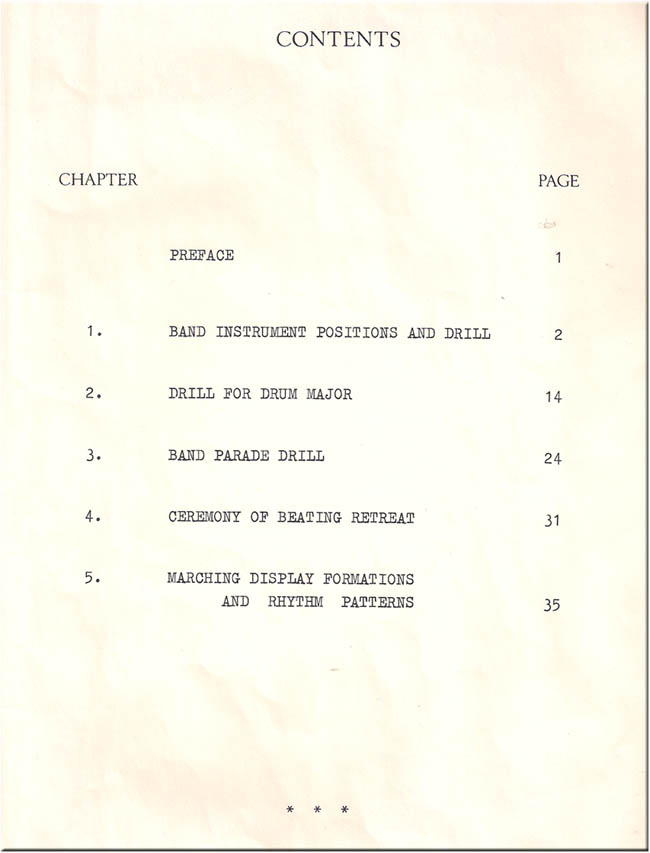 CONTENTS
CHAPTER PAGE
PREFACE 1
1. BAND INSTRUMENT POSITIONS AND DRILL 2
2. DRILL FOR DRUM MAJOR 14
3. BAND PARADE DRILL 24
4. CEREMONY OF BEATING RETREAT 31
5. MARCHING DISPLAY FORMATIONS
AND RHYTHM PATTERNS 35
* * *